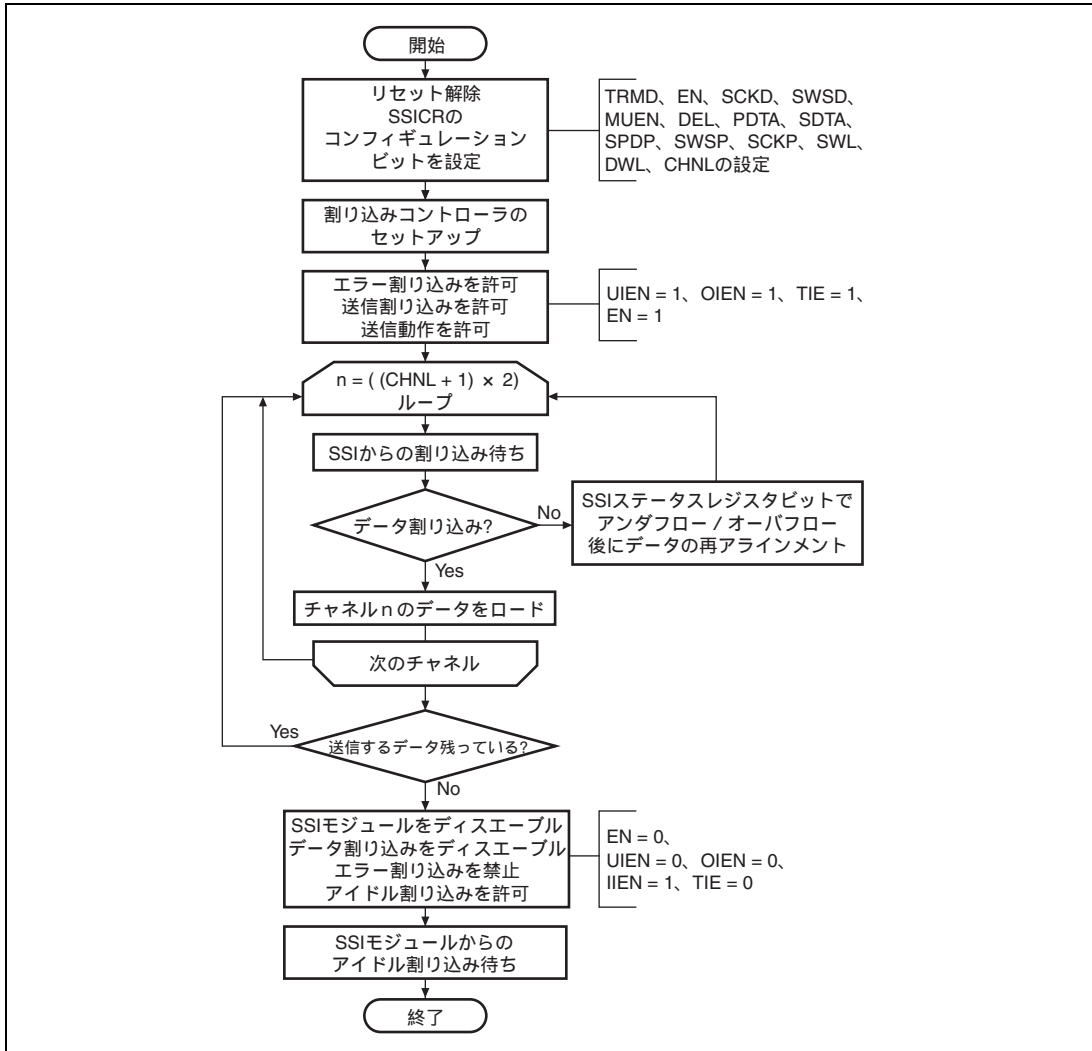 開始
リセット解除
SSICRの
コンフィギュレーション
ビットを設定
TRMD、EN、SCKD、SWSD、
MUEN、DEL、PDTA、SDTA、
SPDP、SWSP、SCKP、SWL、
DWL、CHNLの設定
割り込みコントローラの
セットアップ
エラー割り込みを許可
送信割り込みを許可
送信動作を許可
UIEN = 1、OIEN = 1、TIE = 1、
EN = 1
n = ( (CHNL + 1) × 2)
ループ
SSIからの割り込み待ち
データ割り込み?
No
SSIステータスレジスタビットで
アンダフロー / オーバフロー
後にデータの再アラインメント
Yes
チャネル n のデータをロード
次のチャネル
Yes
送信するデータ残っている?
No
SSIモジュールをディスエーブル
データ割り込みをディスエーブル
エラー割り込みを禁止
アイドル割り込みを許可
EN = 0、
UIEN = 0、OIEN = 0、
IIEN = 1、TIE = 0
SSIモジュールからの
アイドル割り込み待ち
終了